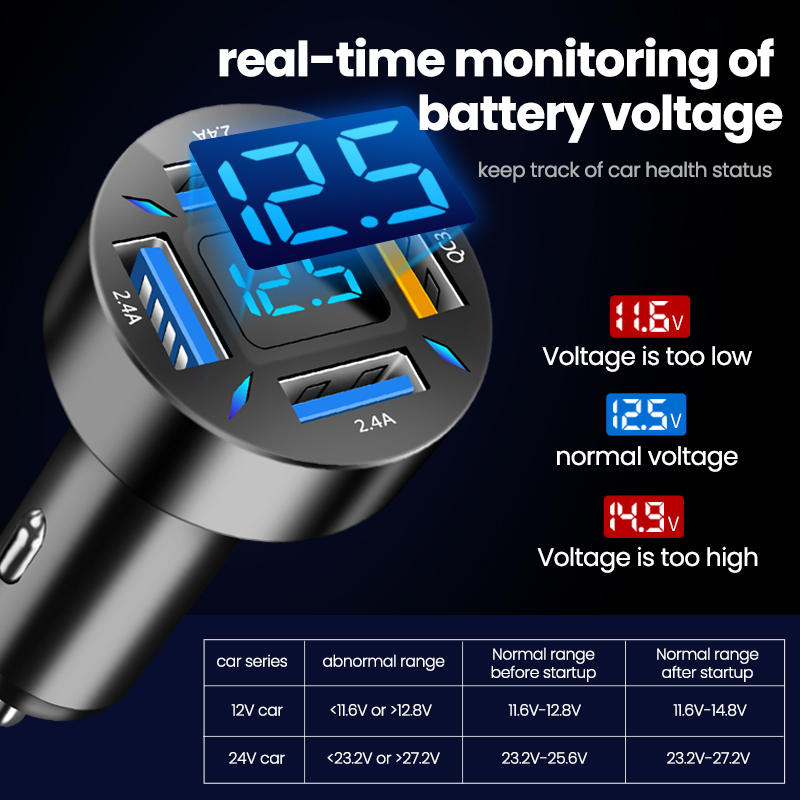 real-time monitoring of
battery voltage
keep track of car health status
2.4A
12.5
12.5
QC3.
2.4A
2.4A
11.6V
Voltage is too low
12.5V
normal voltage
14.9V
Voltage is too high
car series abnormal range Normal range before startup Normal range after startup
12V car <11.6V or >12.8V 11.6V-12.8V 11.6V-14.8V
24V car <23.2V or >27.2V 23.2V-25.6V 23.2V-27.2V